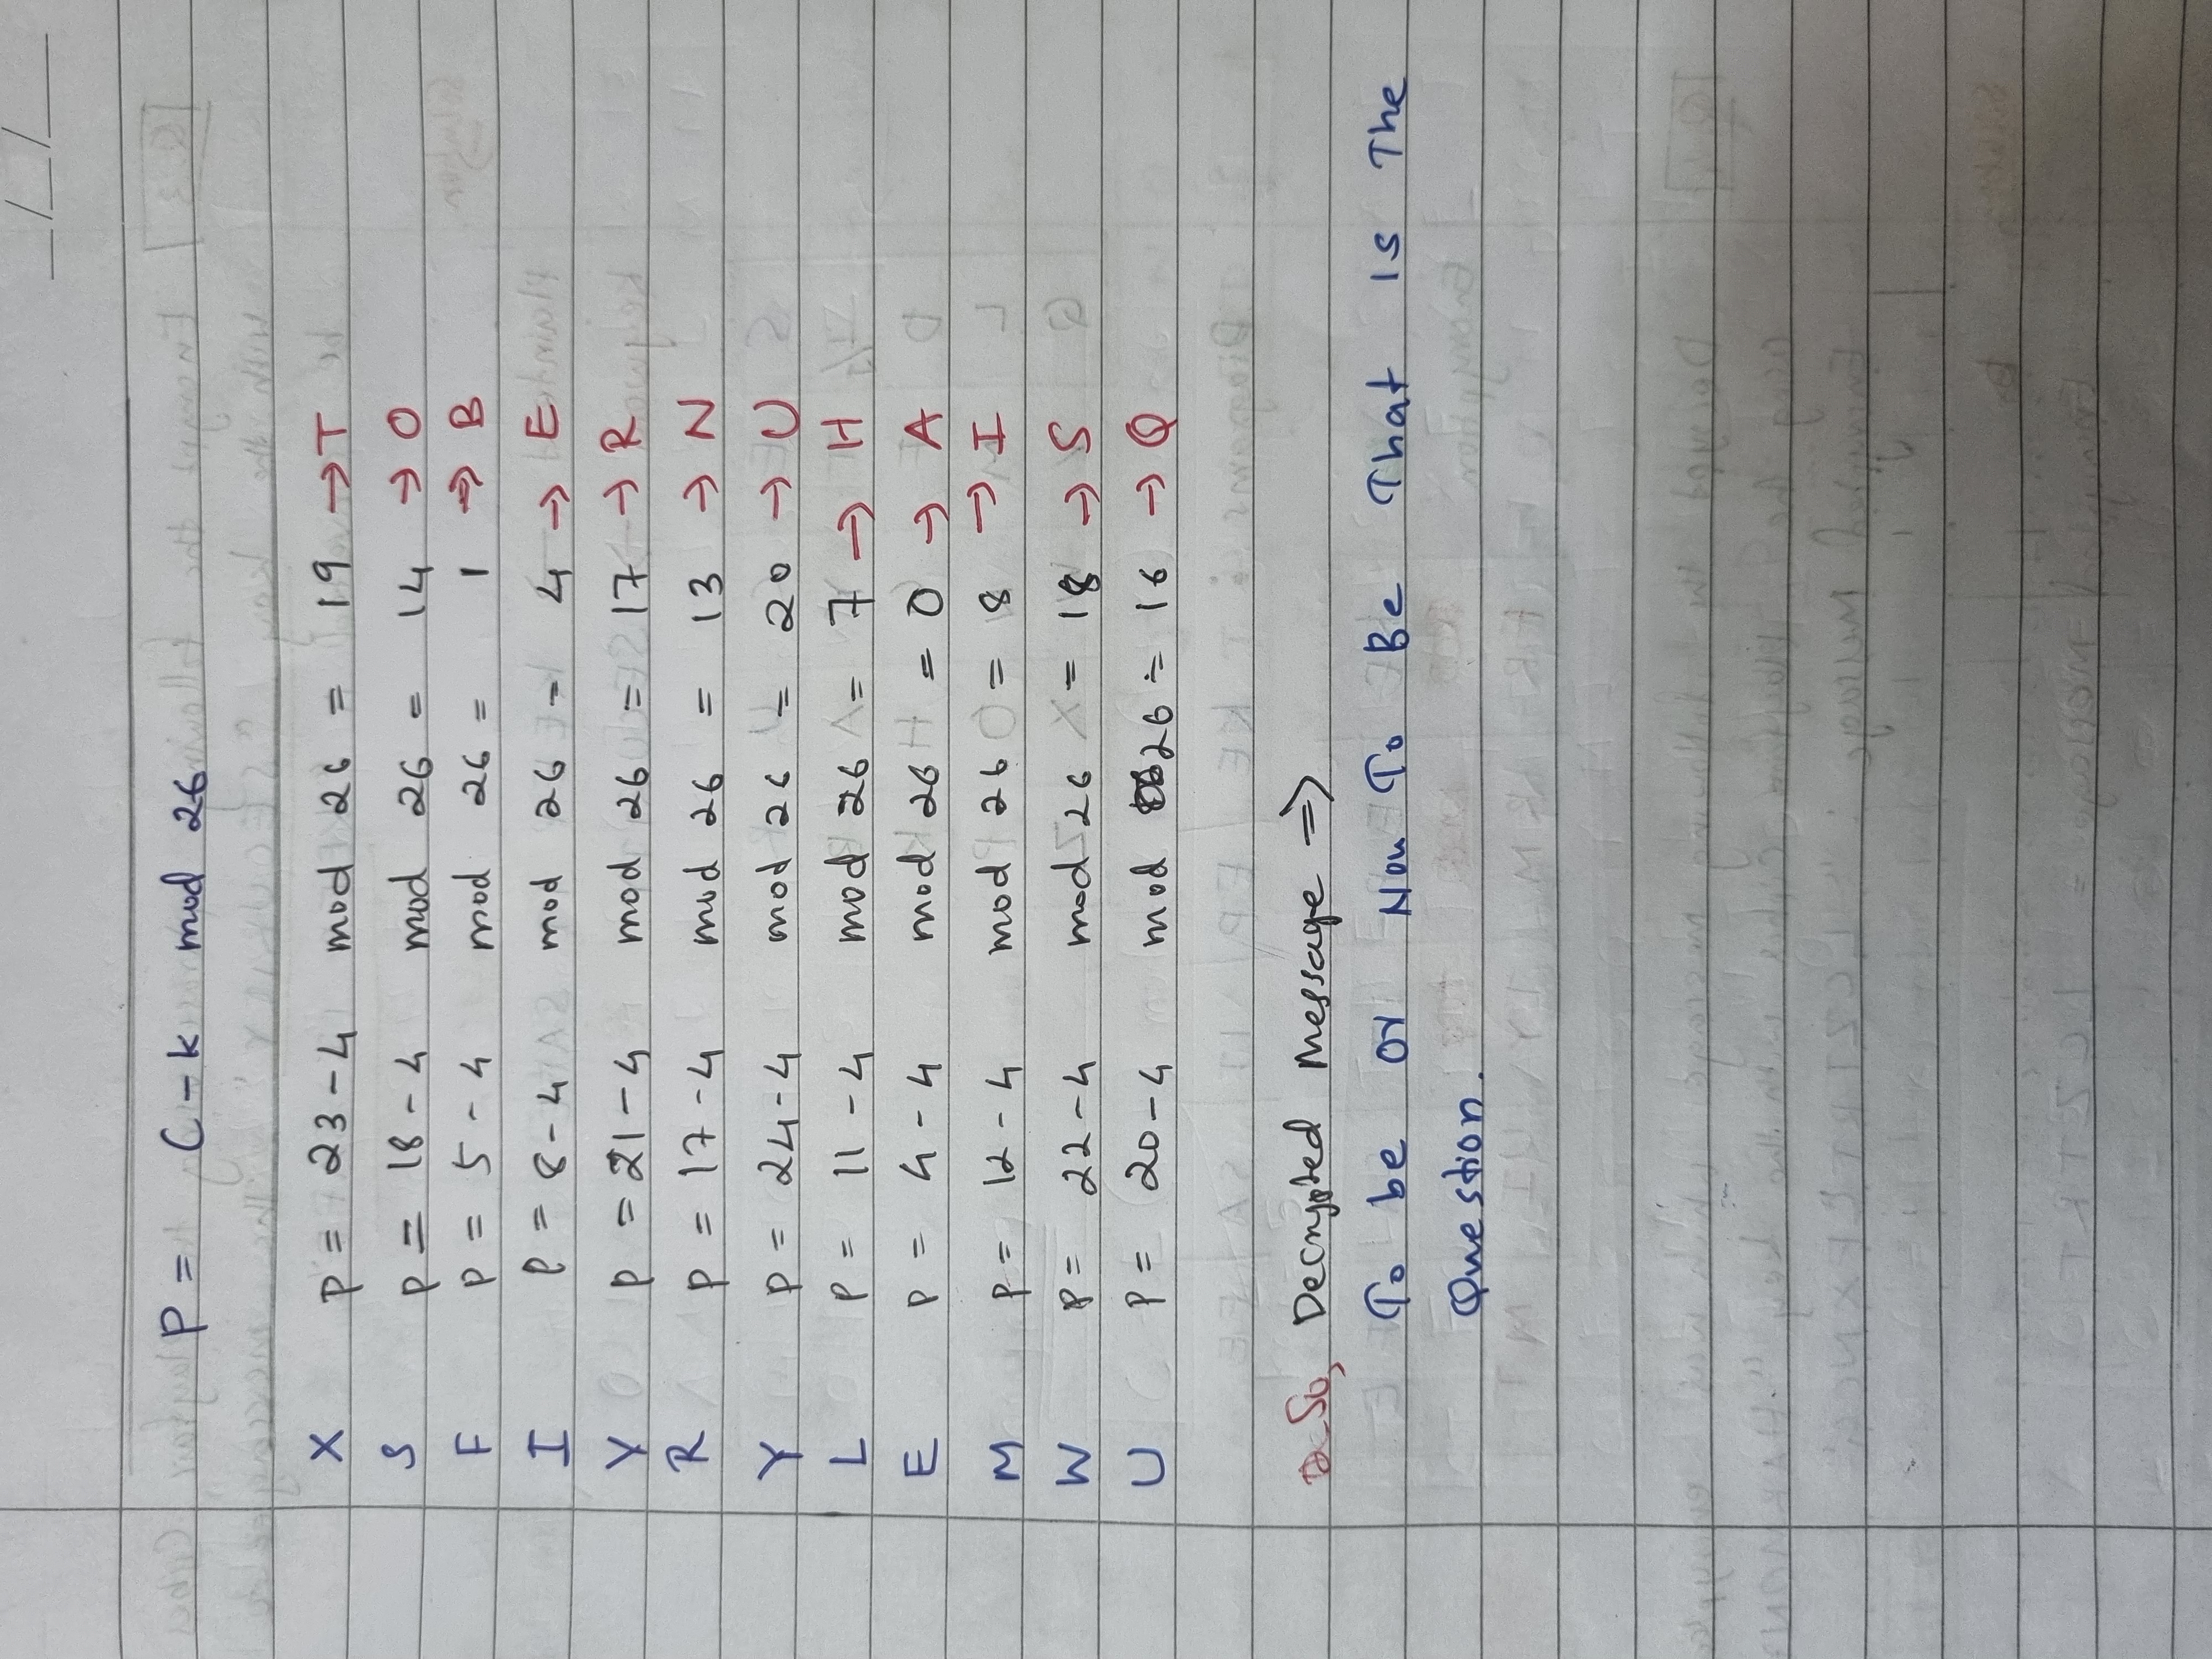 P = C - k mod 26
X P = 23 - 4 mod 26 = 19 → T
S P = 18 - 4 mod 26 = 14 → O
F P = 5 - 4 mod 26 = 1 → B
I P = 8 - 4 mod 26 = 4 → E
V P = 21 - 4 mod 26 = 17 → R
R P = 17 - 4 mod 26 = 13 → N
Y P = 24 - 4 mod 26 = 20 → U
L P = 11 - 4 mod 26 = 7 → H
E P = 4 - 4 mod 26 = 0 → A
M P = 12 - 4 mod 26 = 8 → I
W P = 22 - 4 mod 26 = 18 → S
U P = 20 - 4 mod 26 = 16 → Q
So, Decrypted Message ⇒
To be or Nou To Be That Is The
Question.